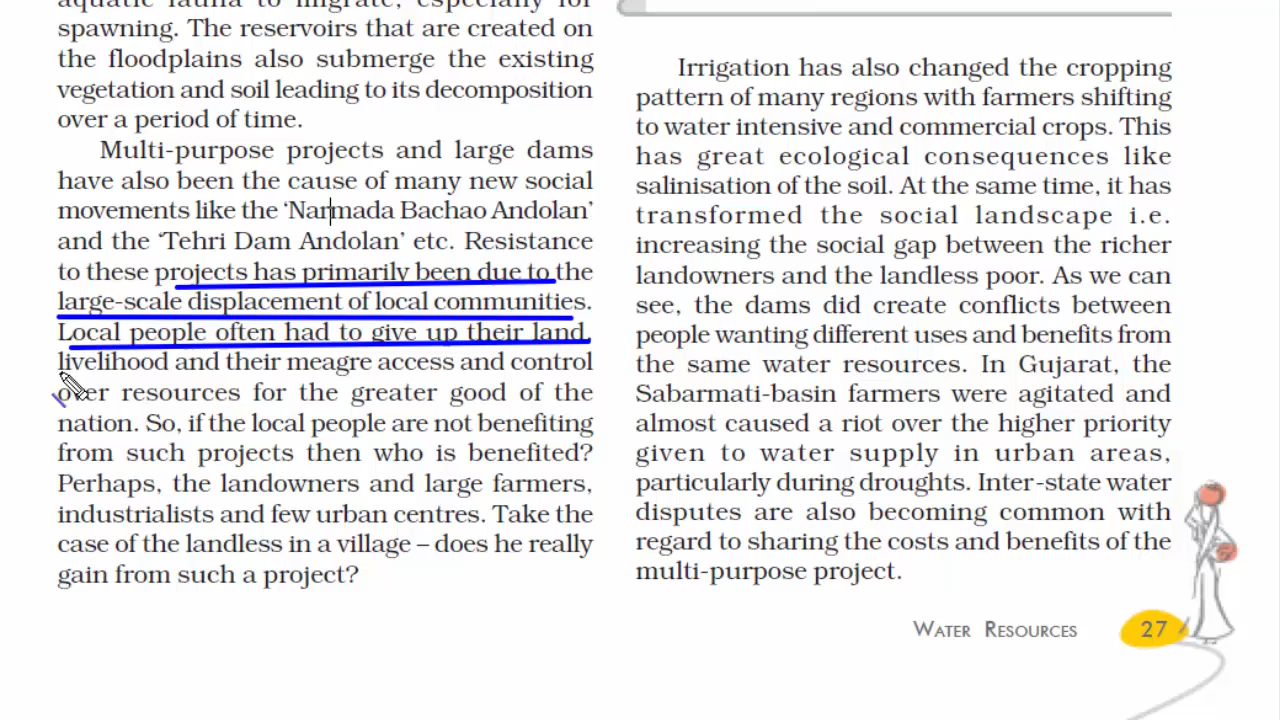 aquatic fauna to migrate, especially for
spawning. The reservoirs that are created on
the floodplains also submerge the existing
vegetation and soil leading to its decomposition
over a period of time.
Multi-purpose projects and large dams
have also been the cause of many new social
movements like the ‘Narmada Bachao Andolan’
and the ‘Tehri Dam Andolan’ etc. Resistance
to these projects has primarily been due to the
large-scale displacement of local communities.
Local people often had to give up their land,
livelihood and their meagre access and control
over resources for the greater good of the
nation. So, if the local people are not benefiting
from such projects then who is benefited?
Perhaps, the landowners and large farmers,
industrialists and few urban centres. Take the
case of the landless in a village – does he really
gain from such a project?
Irrigation has also changed the cropping
pattern of many regions with farmers shifting
to water intensive and commercial crops. This
has great ecological consequences like
salinisation of the soil. At the same time, it has
transformed the social landscape i.e.
increasing the social gap between the richer
landowners and the landless poor. As we can
see, the dams did create conflicts between
people wanting different uses and benefits from
the same water resources. In Gujarat, the
Sabarmati-basin farmers were agitated and
almost caused a riot over the higher priority
given to water supply in urban areas,
particularly during droughts. Inter-state water
disputes are also becoming common with
regard to sharing the costs and benefits of the
multi-purpose project.
Water Resources 27